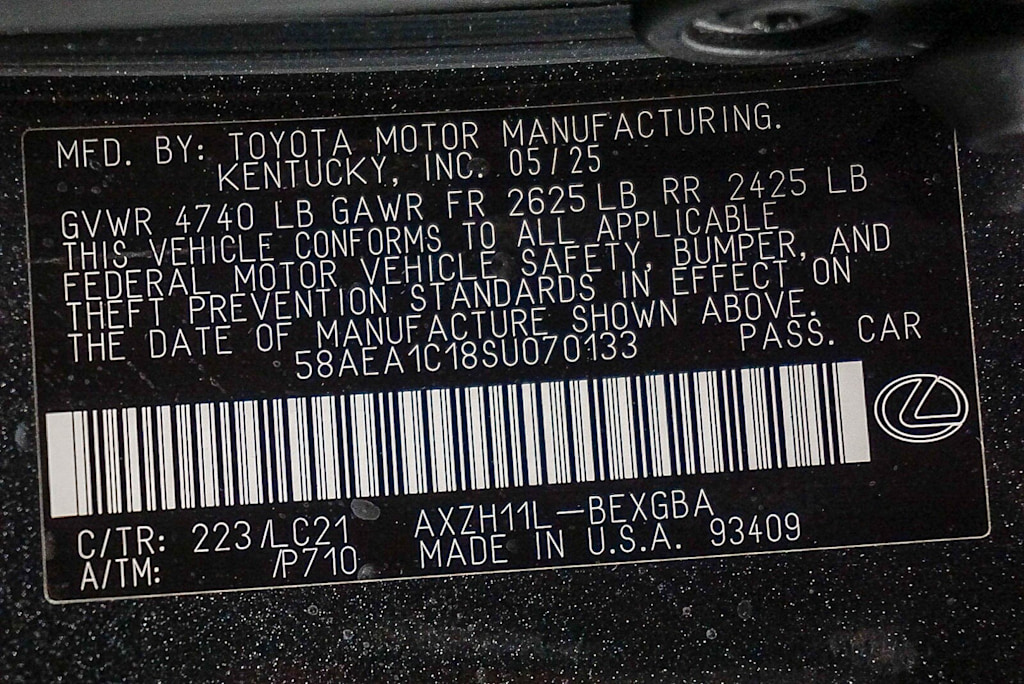 MFD. BY: TOYOTA MOTOR MANUFACTURING.
KENTUCKY, INC. 05/25
GVWR 4740 LB GAWR FR 2625 LB RR 2425 LB
THIS VEHICLE CONFORMS TO ALL APPLICABLE
FEDERAL MOTOR VEHICLE SAFETY, BUMPER, AND
THEFT PREVENTION STANDARDS IN EFFECT ON
THE DATE OF MANUFACTURE SHOWN ABOVE.
58AEA1C18SU070133 PASS. CAR
C/TR: 223/LC21 AXZH11L-BEXGBA
A/TM: /P710 MADE IN U.S.A. 93409